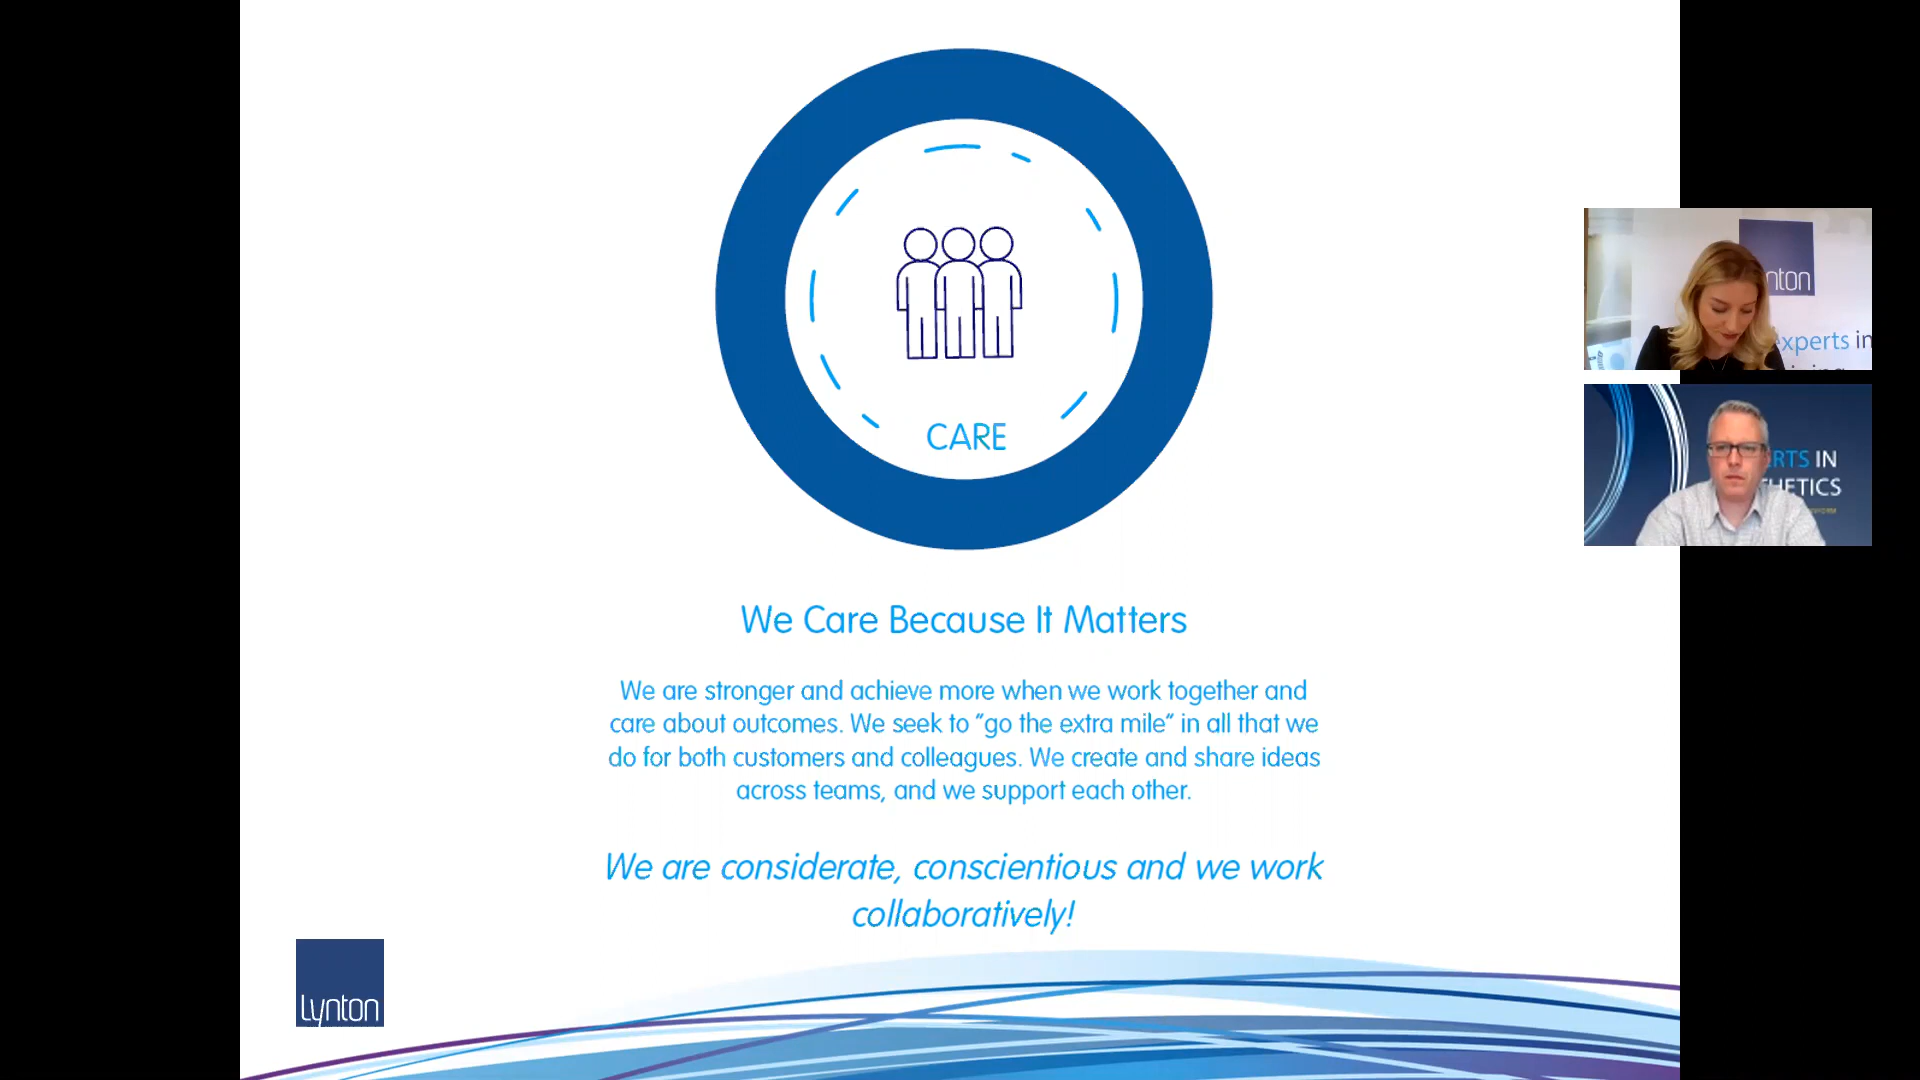 CARE
We Care Because It Matters
We are stronger and achieve more when we work together and
care about outcomes. We seek to “go the extra mile” in all that we
do for both customers and colleagues. We create and share ideas
across teams, and we support each other.
We are considerate, conscientious and we work
collaboratively!
Lynton
nton
experts in
RTS IN
HETICS